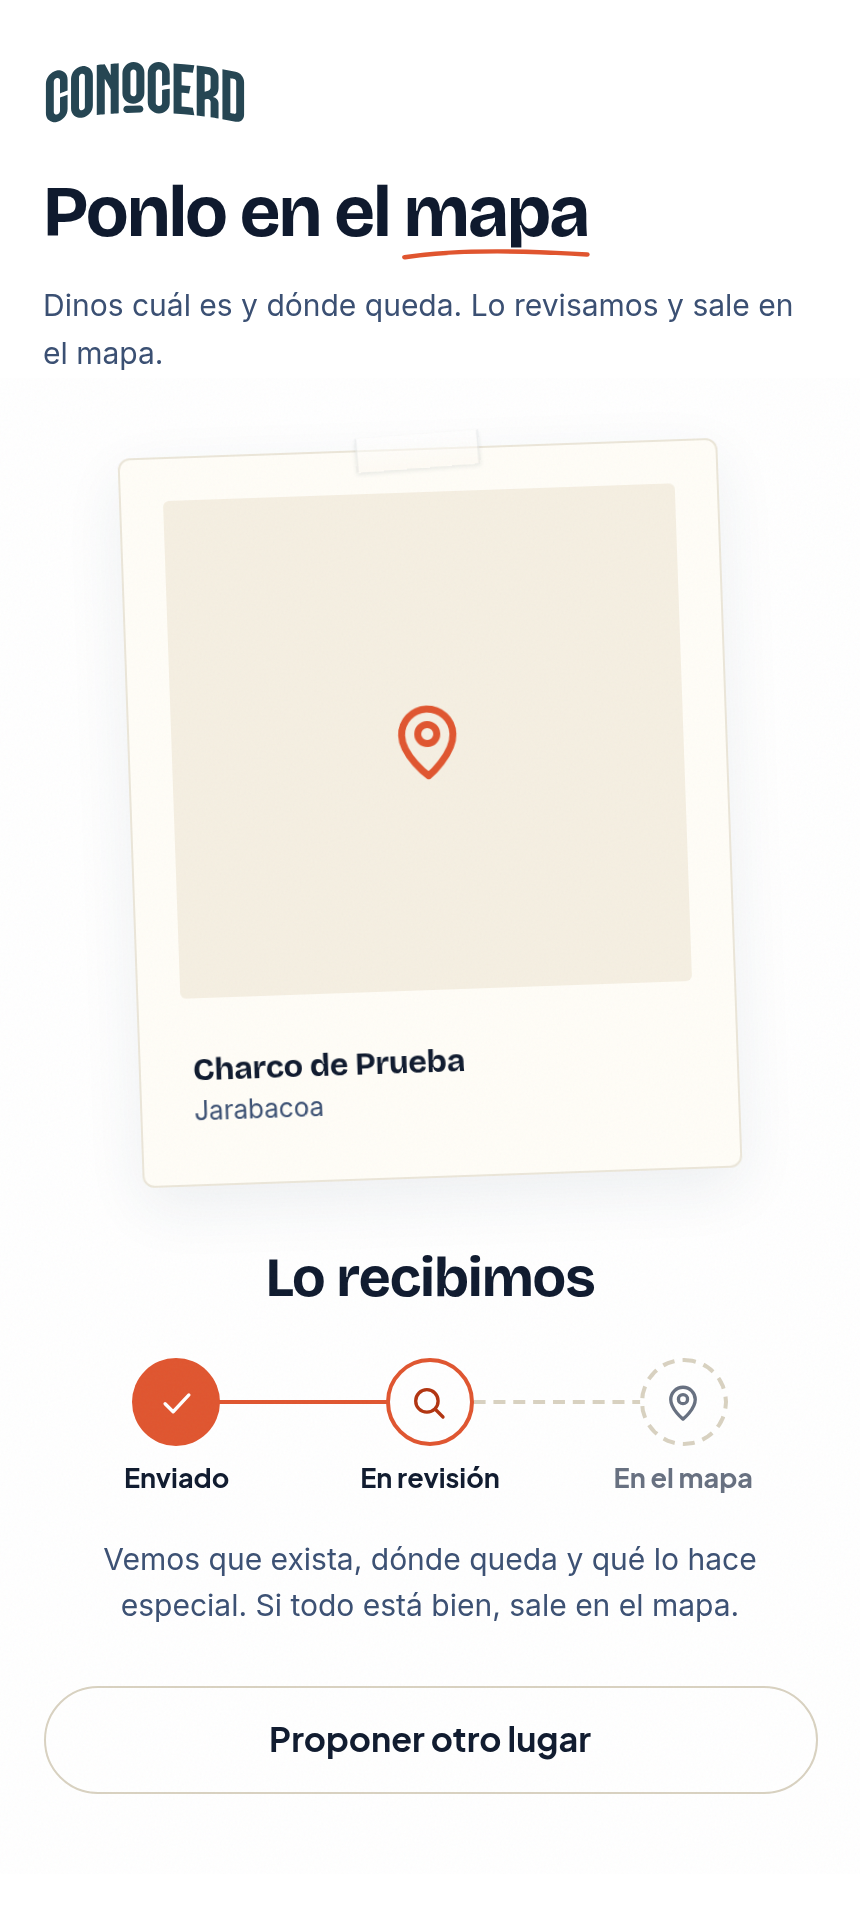 CONOCERD
Ponlo en el mapa
Dinos cuál es y dónde queda. Lo revisamos y sale en
el mapa.
Charco de Prueba
Jarabacoa
Lo recibimos
Enviado
En revisión
En el mapa
Vemos que exista, dónde queda y qué lo hace
especial. Si todo está bien, sale en el mapa.
Proponer otro lugar